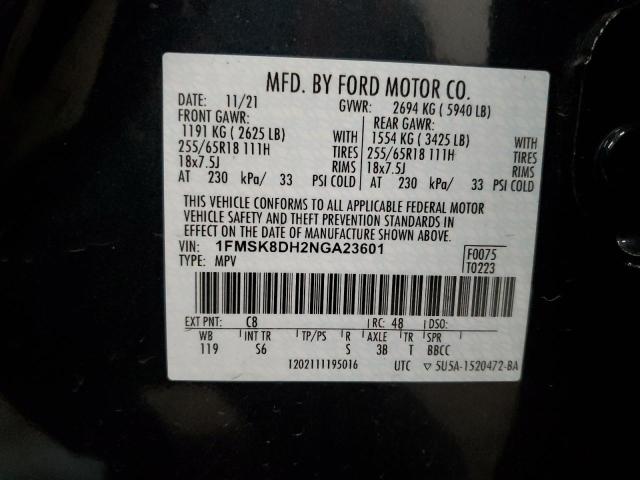 MFD. BY FORD MOTOR CO.
DATE: 11/21 GVWR: 2694 KG ( 5940 LB)
FRONT GAWR: REAR GAWR:
1191 KG ( 2625 LB) WITH 1554 KG ( 3425 LB) WITH
255/65R18 111H TIRES 255/65R18 111H TIRES
18x7.5J RIMS 18x7.5J RIMS
AT 230 kPa/ 33 PSI COLD AT 230 kPa/ 33 PSI COLD
THIS VEHICLE CONFORMS TO ALL APPLICABLE FEDERAL MOTOR
VEHICLE SAFETY AND THEFT PREVENTION STANDARDS IN
EFFECT ON THE DATE OF MANUFACTURE SHOWN ABOVE.
VIN: 1FMSK8DH2NGA23601 F0075
TYPE: MPV T0223
EXT PNT: C8 RC: 48 DSO:
WB INT TR TP/PS R AXLE TR SPR
119 S6 S 3B T BBCC
1202111195016 UTC ▽ 5U5A-1520472-BA